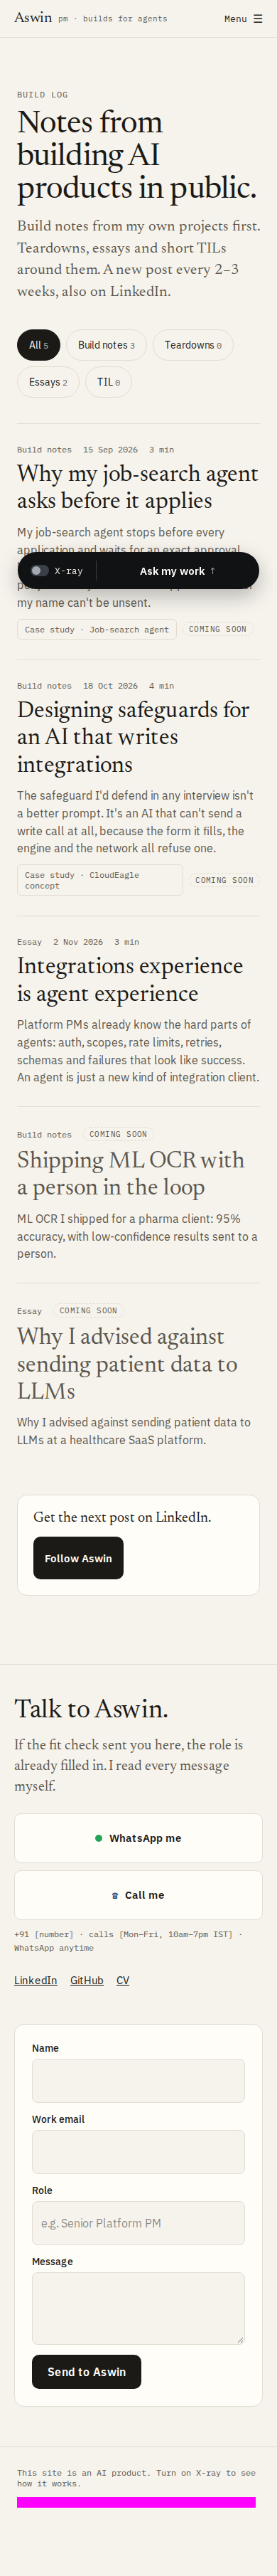 Aswin pm · builds for agents Menu ☰
BUILD LOG
Notes from
building AI
products in public.
Build notes from my own projects first.
Teardowns, essays and short TILs
around them. A new post every 2–3
weeks, also on LinkedIn.
All 5 Build notes 3 Teardowns 0
Essays 2 TIL 0
Build notes 15 Sep 2026 3 min
Why my job-search agent
asks before it applies
My job-search agent stops before every
application and waits for an exact approval
X-ray Ask my work ↑
my name can't be unsent.
Case study · Job-search agent COMING SOON
Build notes 18 Oct 2026 4 min
Designing safeguards for
an AI that writes
integrations
The safeguard I'd defend in any interview isn't
a better prompt. It's an AI that can't send a
write call at all, because the form it fills, the
engine and the network all refuse one.
Case study · CloudEagle
concept
COMING SOON
Essay 2 Nov 2026 3 min
Integrations experience
is agent experience
Platform PMs already know the hard parts of
agents: auth, scopes, rate limits, retries,
schemas and failures that look like success.
An agent is just a new kind of integration client.
Build notes COMING SOON
Shipping ML OCR with
a person in the loop
ML OCR I shipped for a pharma client: 95%
accuracy, with low-confidence results sent to a
person.
Essay COMING SOON
Why I advised against
sending patient data to
LLMs
Why I advised against sending patient data to
LLMs at a healthcare SaaS platform.
Get the next post on LinkedIn.
Follow Aswin
Talk to Aswin.
If the fit check sent you here, the role is
already filled in. I read every message
myself.
WhatsApp me
☎ Call me
+91 [number] · calls [Mon–Fri, 10am–7pm IST] ·
WhatsApp anytime
LinkedIn GitHub CV
Name
Work email
Role
e.g. Senior Platform PM
Message
Send to Aswin
This site is an AI product. Turn on X-ray to see
how it works.